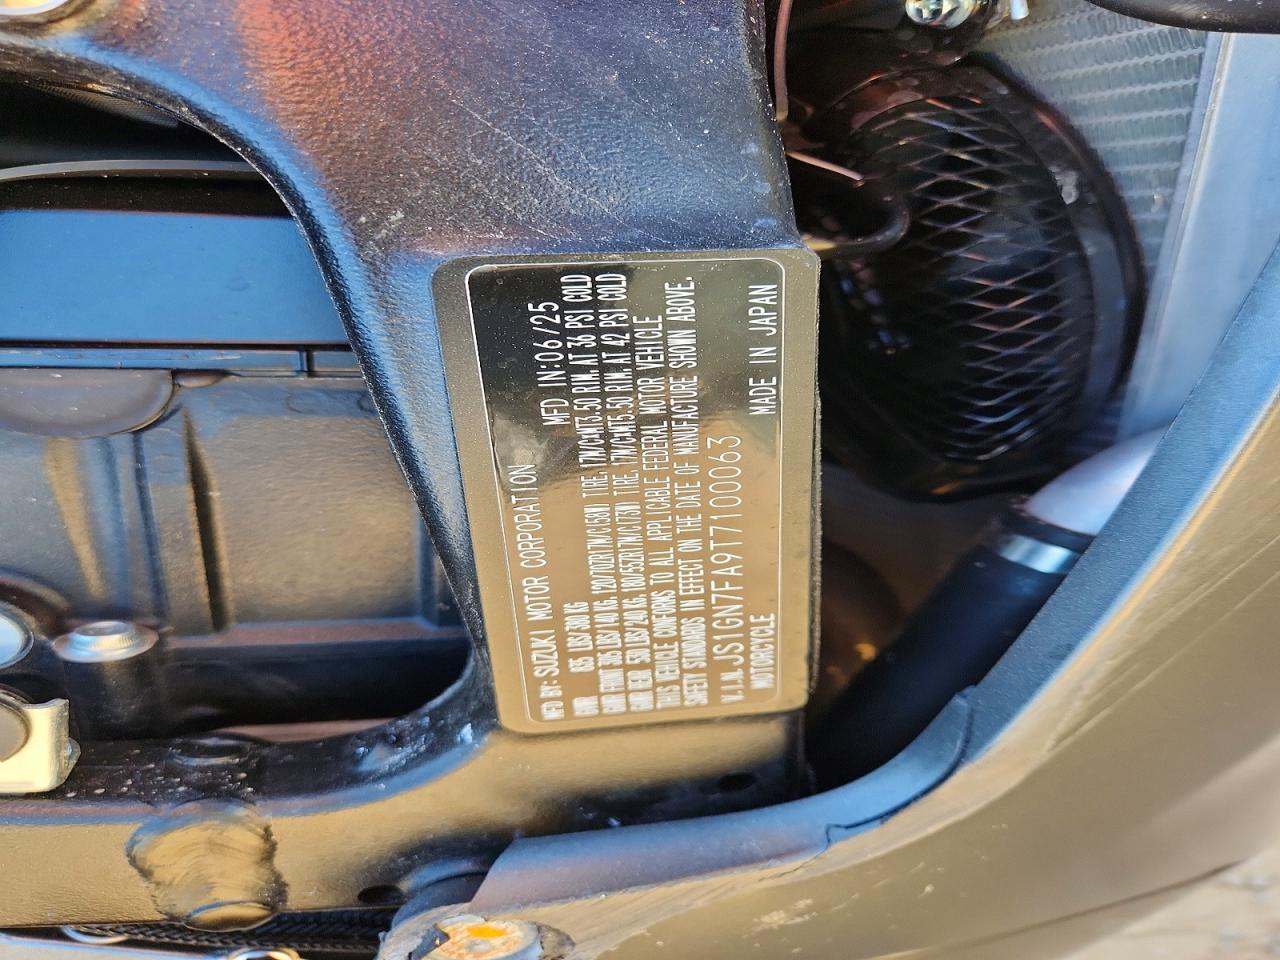 MFD BY: SUZUKI MOTOR CORPORATION
MFD IN:06/25
GVWR 835 LBS/380 KG
GAWR FRONT 305 LBS/140 KG. 120/70ZR17M/C(58W) TIRE, 17M/CxMT3.50 RIM. AT 36 PSI COLD
GAWR REAR 530 LBS/240 KG. 180/55ZR17M/C(73W) TIRE, 17M/CxMT5.50 RIM. AT 42 PSI COLD
THIS VEHICLE CONFORMS TO ALL APPLICABLE FEDERAL MOTOR VEHICLE
SAFETY STANDARDS IN EFFECT ON THE DATE OF MANUFACTURE SHOWN ABOVE.
V.I.N. JS1GN7FA9T7100063
MOTORCYCLE MADE IN JAPAN